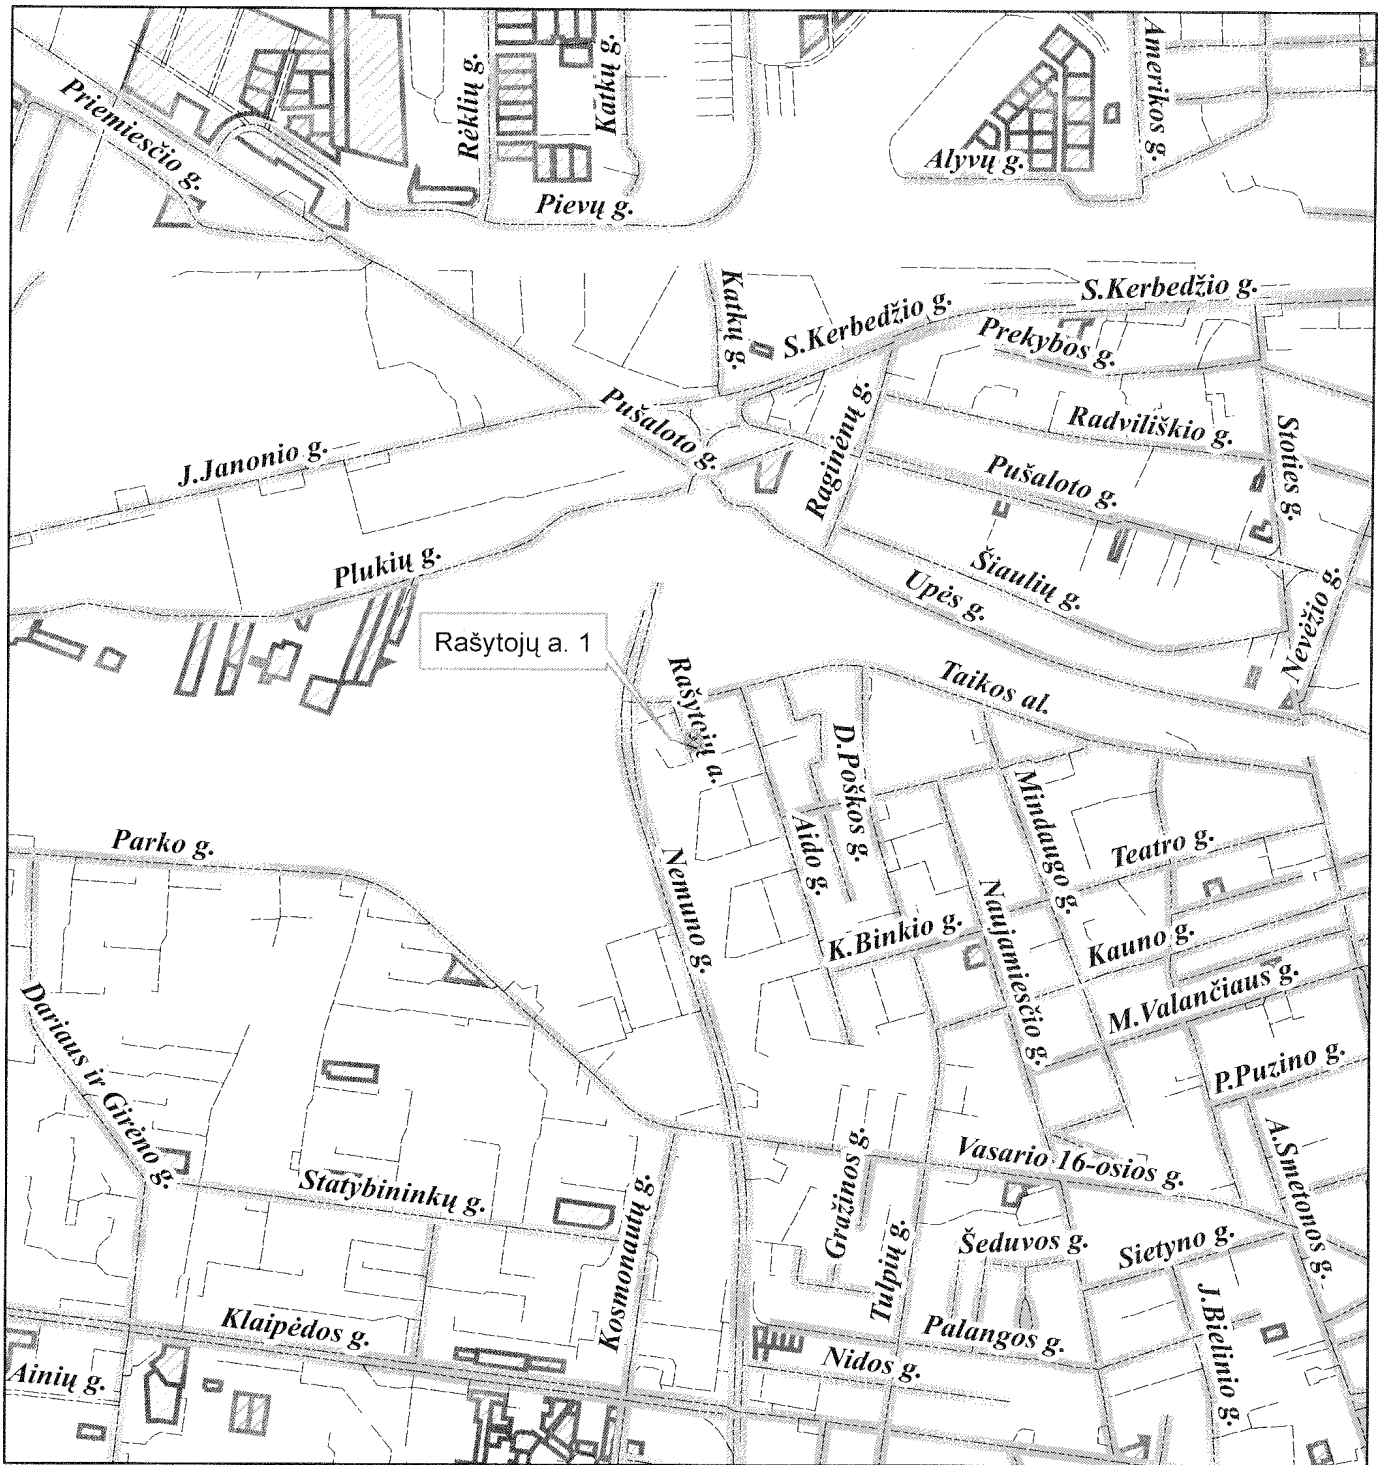 Priemiesčio g.
Rėklių g.
Katkų g.
Amerikos g.
Alyvų g.
Pievų g.
Katkų g.
S.Kerbedžio g.
S.Kerbedžio g.
Prekybos g.
Pušaloto g.
Raginėnų g.
Radviliškio g.
Stoties g.
J.Janonio g.
Pušaloto g.
Plukių g.
Šiaulių g.
Upės g.
Nevėžio g.
Rašytojų a. 1
Rašytojų a.
Taikos al.
D.Poškos g.
Mindaugo g.
Parko g.
Aido g.
Teatro g.
Nemuno g.
Naujamiesčio g.
K.Binkio g.
Kauno g.
M.Valančiaus g.
Dariaus ir Girėno g.
P.Puzino g.
A.Smetonos g.
Vasario 16-osios g.
Statybininkų g.
Kosmonautų g.
Gražinos g.
Tulpių g.
Šeduvos g.
Sietyno g.
Klaipėdos g.
Palangos g.
J.Bielinio g.
Nidos g.
Ainių g.